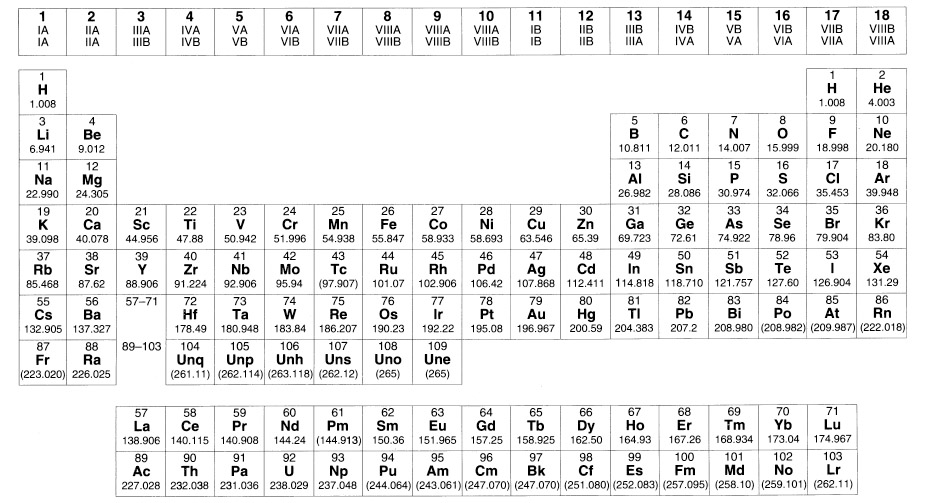 1 2 3 4 5 6 7 8 9 10 11 12 13 14 15 16 17 18
IA IIA IIIA IVA VA VIA VIIA VIIIA VIIIA VIIIA IB IIB IIIB IVB VB VIB VIIB VIIIB
IA IIA IIIB IVB VB VIB VIIB VIIIB VIIIB VIIIB IB IIB IIIA IVA VA VIA VIIA VIIIA
1 1 2
H H He
1.008 1.008 4.003
3 4 5 6 7 8 9 10
Li Be B C N O F Ne
6.941 9.012 10.811 12.011 14.007 15.999 18.998 20.180
11 12 13 14 15 16 17 18
Na Mg Al Si P S Cl Ar
22.990 24.305 26.982 28.086 30.974 32.066 35.453 39.948
19 20 21 22 23 24 25 26 27 28 29 30 31 32 33 34 35 36
K Ca Sc Ti V Cr Mn Fe Co Ni Cu Zn Ga Ge As Se Br Kr
39.098 40.078 44.956 47.88 50.942 51.996 54.938 55.847 58.933 58.693 63.546 65.39 69.723 72.61 74.922 78.96 79.904 83.80
37 38 39 40 41 42 43 44 45 46 47 48 49 50 51 52 53 54
Rb Sr Y Zr Nb Mo Tc Ru Rh Pd Ag Cd In Sn Sb Te I Xe
85.468 87.62 88.906 91.224 92.906 95.94 (97.907) 101.07 102.906 106.42 107.868 112.411 114.818 118.710 121.757 127.60 126.904 131.29
55 56 57–71 72 73 74 75 76 77 78 79 80 81 82 83 84 85 86
Cs Ba Hf Ta W Re Os Ir Pt Au Hg Tl Pb Bi Po At Rn
132.905 137.327 178.49 180.948 183.84 186.207 190.23 192.22 195.08 196.967 200.59 204.383 207.2 208.980 (208.982) (209.987) (222.018)
87 88 89–103 104 105 106 107 108 109
Fr Ra Unq Unp Unh Uns Uno Une
(223.020) 226.025 (261.11) (262.114) (263.118) (262.12) (265) (265)
57 58 59 60 61 62 63 64 65 66 67 68 69 70 71
La Ce Pr Nd Pm Sm Eu Gd Tb Dy Ho Er Tm Yb Lu
138.906 140.115 140.908 144.24 (144.913) 150.36 151.965 157.25 158.925 162.50 164.93 167.26 168.934 173.04 174.967
89 90 91 92 93 94 95 96 97 98 99 100 101 102 103
Ac Th Pa U Np Pu Am Cm Bk Cf Es Fm Md No Lr
227.028 232.038 231.036 238.029 237.048 (244.064) (243.061) (247.070) (247.070) (251.080) (252.083) (257.095) (258.10) (259.101) (262.11)